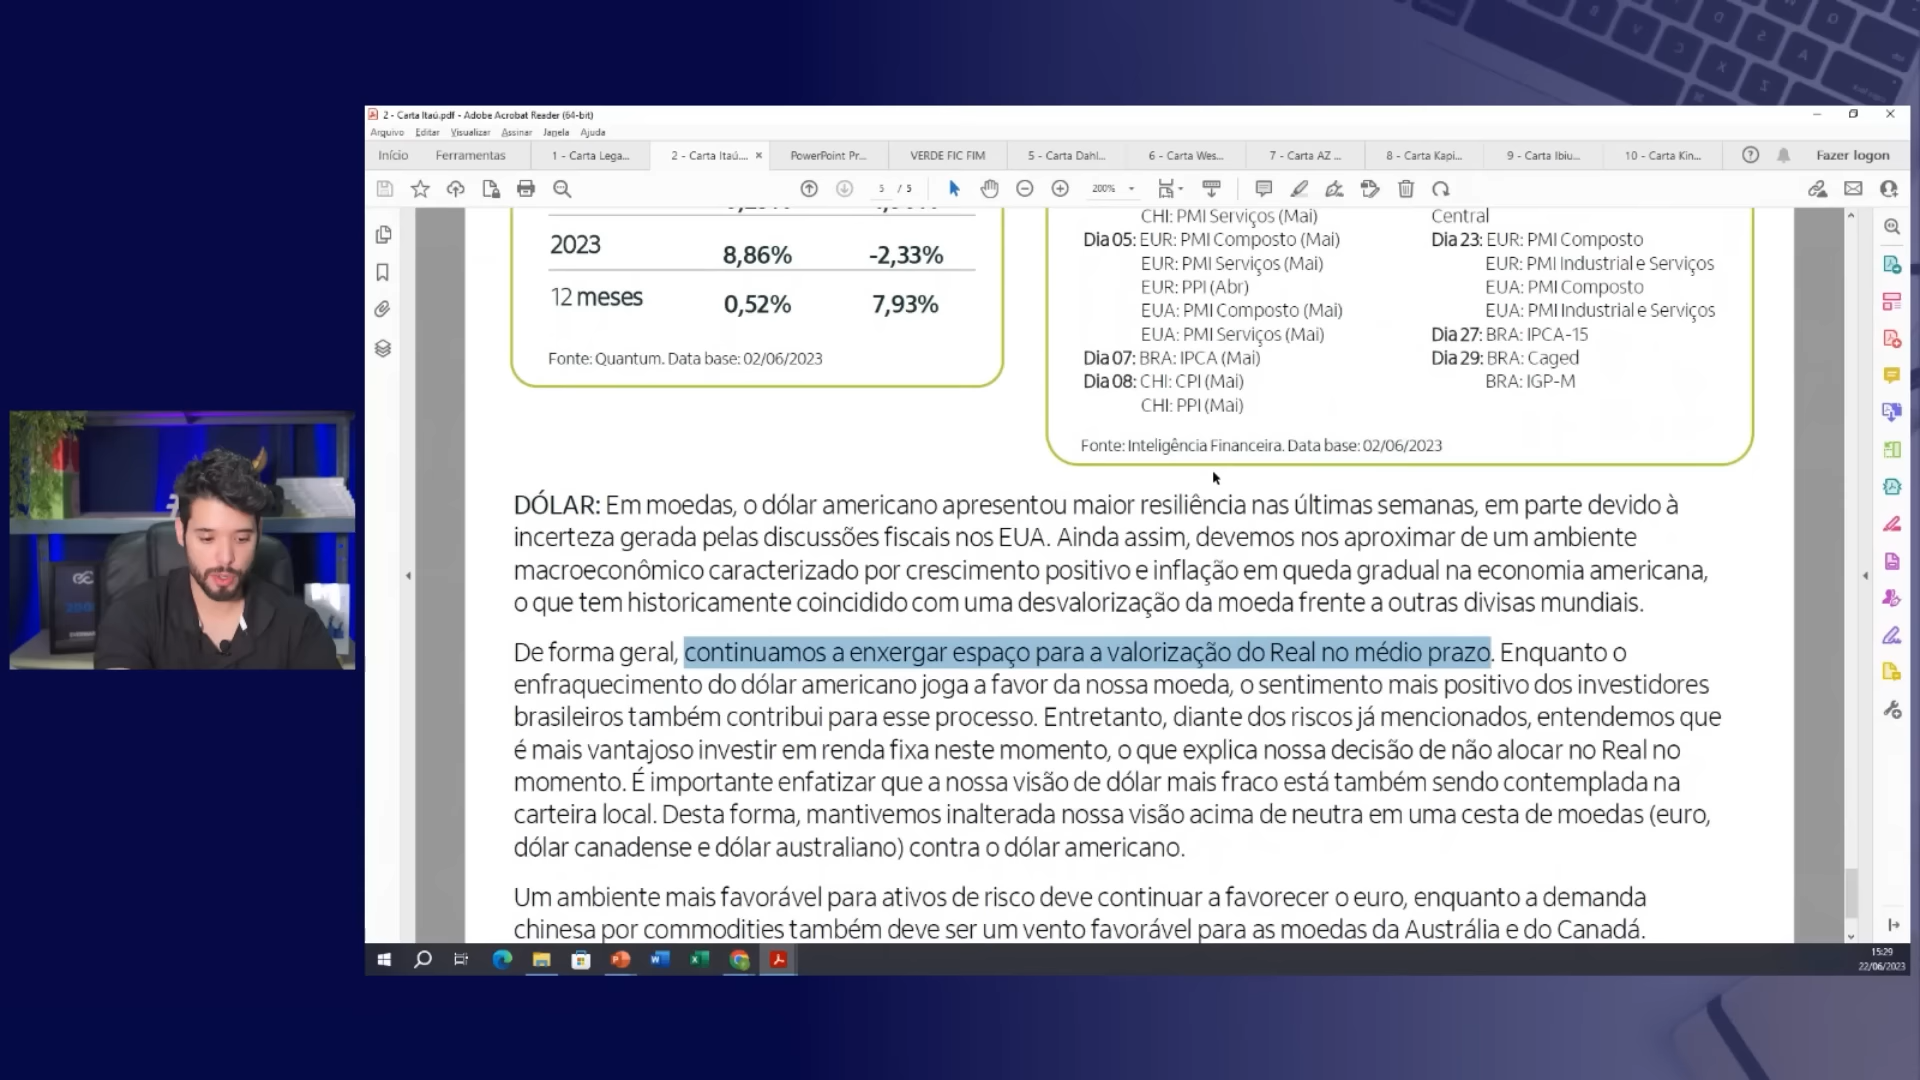 2 - Carta Itaú.pdf - Adobe Acrobat Reader (64-bit)
Arquivo Editar Visualizar Assinar Janela Ajuda
Início Ferramentas 1 - Carta Lega... 2 - Carta Itaú.... × PowerPoint Pr... VERDE FIC FIM 5 - Carta Dahl... 6 - Carta Wes... 7 - Carta AZ ... 8 - Carta Kapi... 9 - Carta Ibiu... 10 - Carta Kin... Fazer logon
5 / 5 200%
2023 8,86% -2,33%
12 meses 0,52% 7,93%
Fonte: Quantum. Data base: 02/06/2023
CHI: PMI Serviços (Mai)
Dia 05: EUR: PMI Composto (Mai)
EUR: PMI Serviços (Mai)
EUR: PPI (Abr)
EUA: PMI Composto (Mai)
EUA: PMI Serviços (Mai)
Dia 07: BRA: IPCA (Mai)
Dia 08: CHI: CPI (Mai)
CHI: PPI (Mai)
Central
Dia 23: EUR: PMI Composto
EUR: PMI Industrial e Serviços
EUA: PMI Composto
EUA: PMI Industrial e Serviços
Dia 27: BRA: IPCA-15
Dia 29: BRA: Caged
BRA: IGP-M
Fonte: Inteligência Financeira. Data base: 02/06/2023
DÓLAR: Em moedas, o dólar americano apresentou maior resiliência nas últimas semanas, em parte devido à
incerteza gerada pelas discussões fiscais nos EUA. Ainda assim, devemos nos aproximar de um ambiente
macroeconômico caracterizado por crescimento positivo e inflação em queda gradual na economia americana,
o que tem historicamente coincidido com uma desvalorização da moeda frente a outras divisas mundiais.
De forma geral, continuamos a enxergar espaço para a valorização do Real no médio prazo. Enquanto o
enfraquecimento do dólar americano joga a favor da nossa moeda, o sentimento mais positivo dos investidores
brasileiros também contribui para esse processo. Entretanto, diante dos riscos já mencionados, entendemos que
é mais vantajoso investir em renda fixa neste momento, o que explica nossa decisão de não alocar no Real no
momento. É importante enfatizar que a nossa visão de dólar mais fraco está também sendo contemplada na
carteira local. Desta forma, mantivemos inalterada nossa visão acima de neutra em uma cesta de moedas (euro,
dólar canadense e dólar australiano) contra o dólar americano.
Um ambiente mais favorável para ativos de risco deve continuar a favorecer o euro, enquanto a demanda
chinesa por commodities também deve ser um vento favorável para as moedas da Austrália e do Canadá.
15:29
22/06/2023